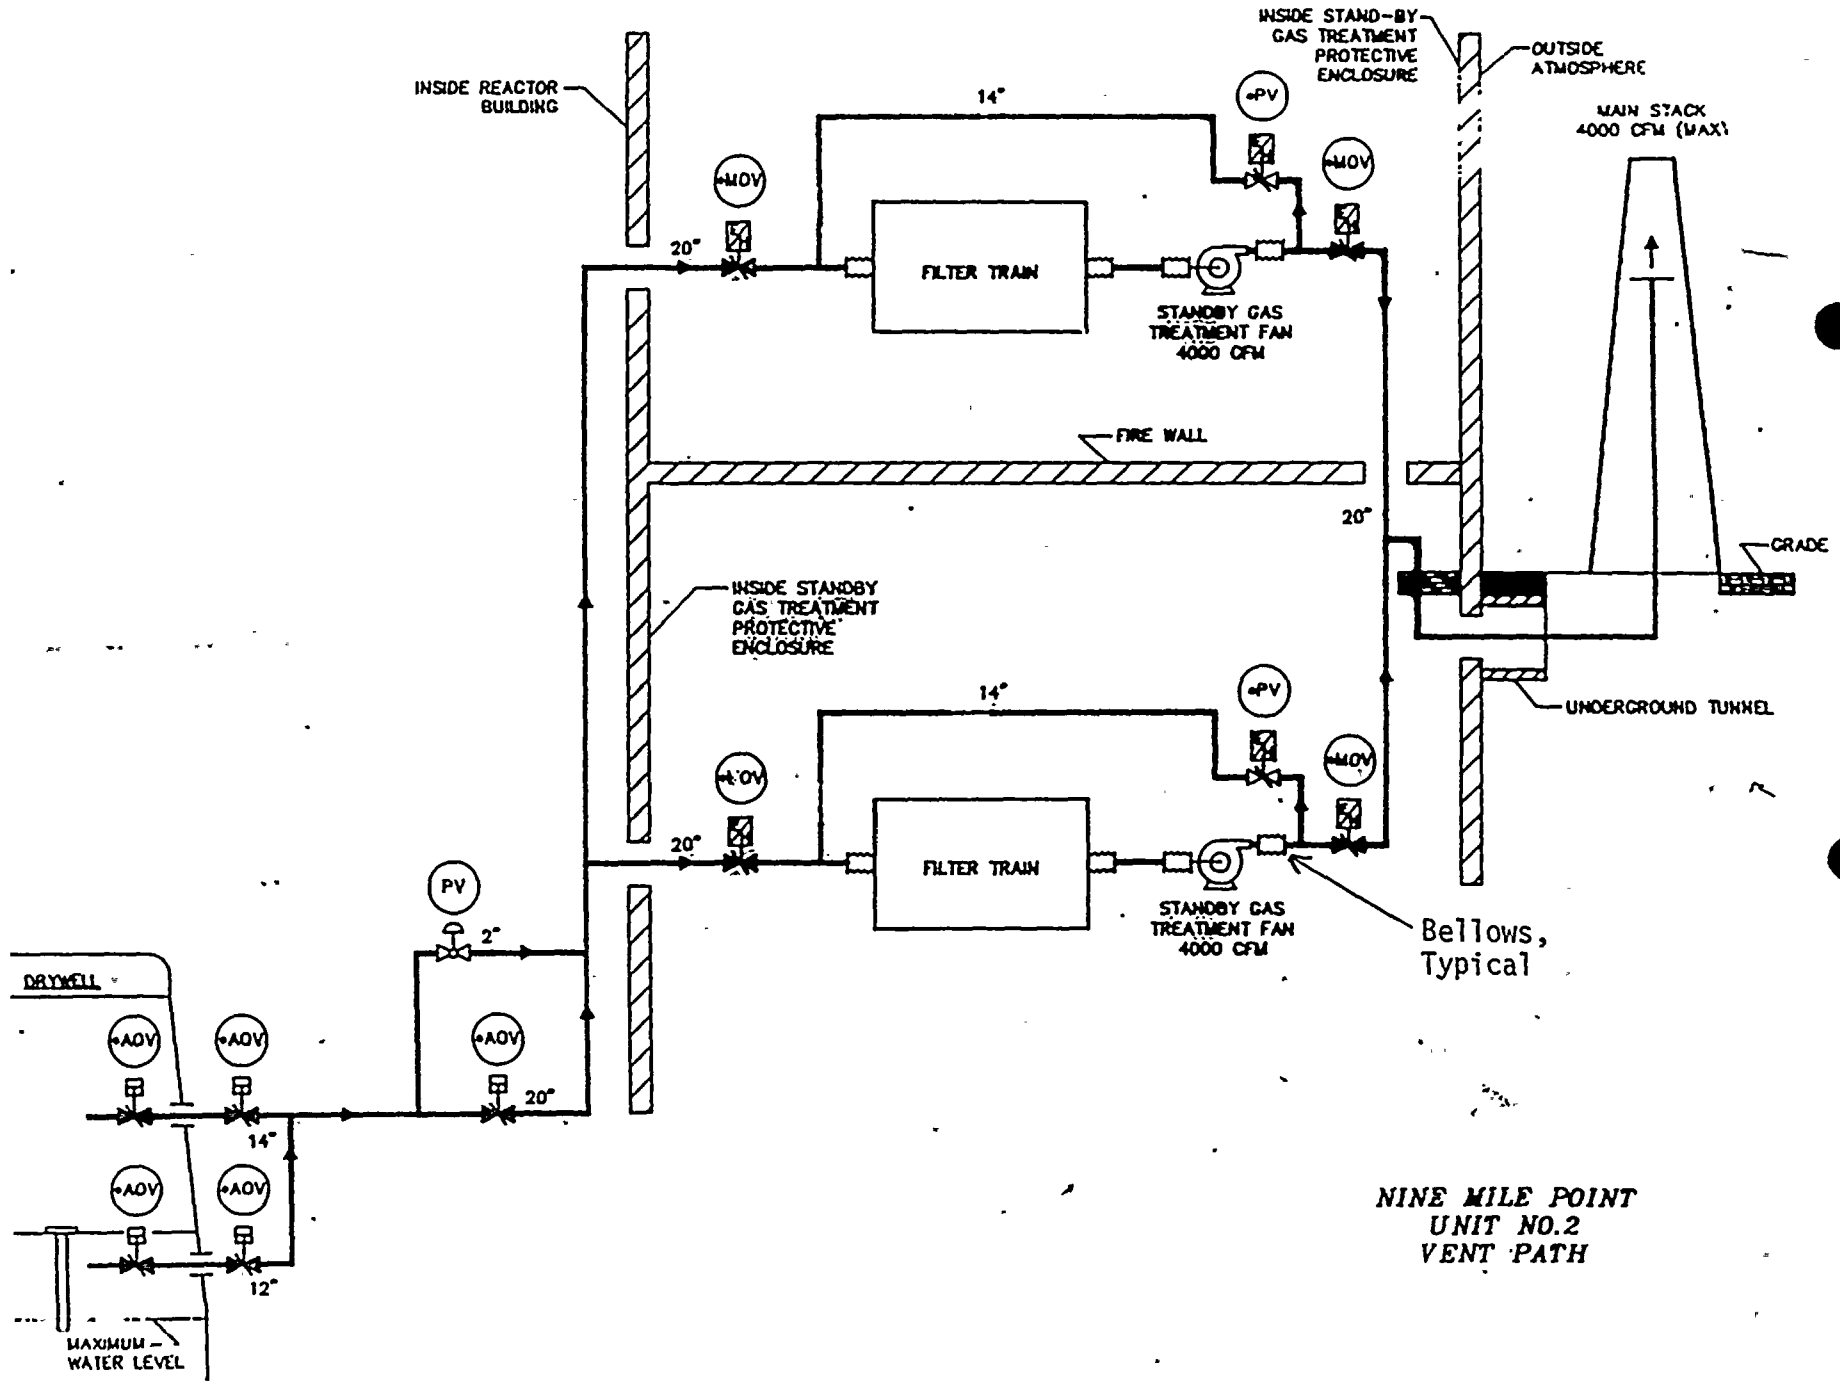 INSIDE STAND-BY
GAS TREATMENT
PROTECTIVE
ENCLOSURE
OUTSIDE
ATMOSPHERE
INSIDE REACTOR
BUILDING
14"
*PV
MAIN STACK
4000 CFM (MAX)
*MOV
*MOV
20"
FILTER TRAIN
STANDBY GAS
TREATMENT FAN
4000 CFM
FIRE WALL
20"
GRADE
INSIDE STANDBY
GAS TREATMENT
PROTECTIVE
ENCLOSURE
14"
*PV
UNDERGROUND TUNNEL
*MOV
20"
FILTER TRAIN
STANDBY GAS
TREATMENT FAN
4000 CFM
Bellows,
Typical
PV
2"
DRYWELL
*AOV
*AOV
*AOV
20"
14"
*AOV
*AOV
12"
MAXIMUM
WATER LEVEL
NINE MILE POINT
UNIT NO.2
VENT PATH